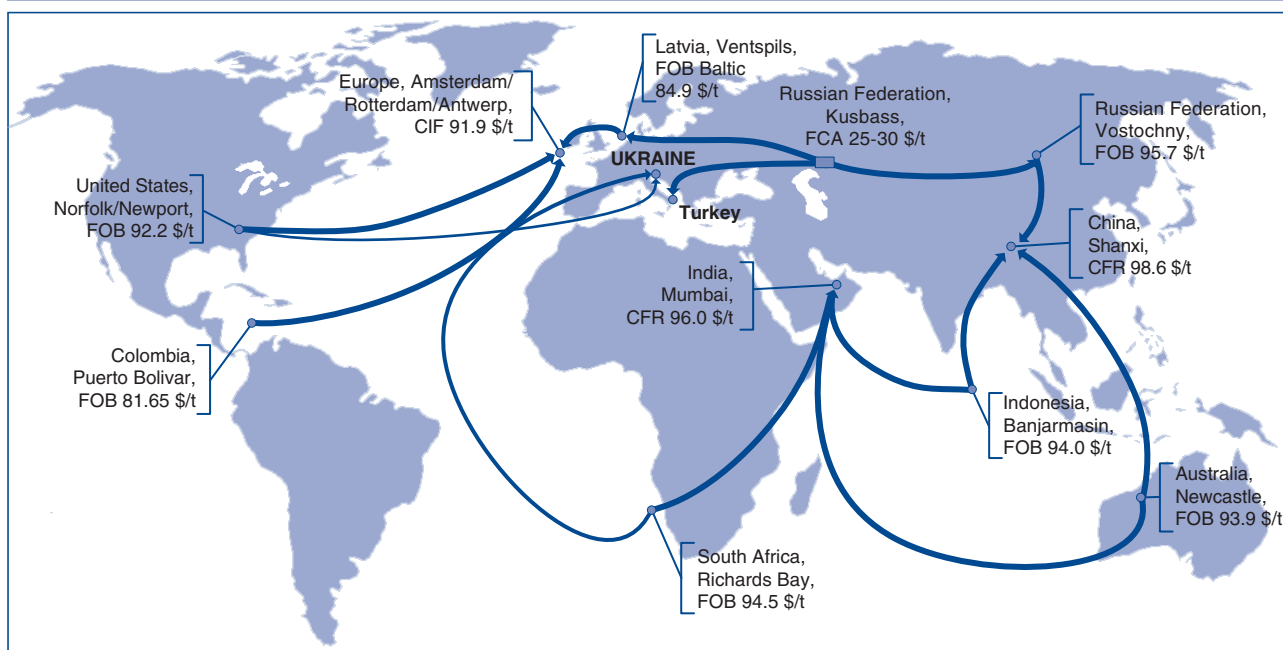 Latvia, Ventspils,
FOB Baltic
84.9 $/t
Europe, Amsterdam/
Rotterdam/Antwerp,
CIF 91.9 $/t
Russian Federation,
Kusbass,
FCA 25-30 $/t
Russian Federation,
Vostochny,
FOB 95.7 $/t
UKRAINE
Turkey
United States,
Norfolk/Newport,
FOB 92.2 $/t
China,
Shanxi,
CFR 98.6 $/t
India,
Mumbai,
CFR 96.0 $/t
Colombia,
Puerto Bolivar,
FOB 81.65 $/t
Indonesia,
Banjarmasin,
FOB 94.0 $/t
Australia,
Newcastle,
FOB 93.9 $/t
South Africa,
Richards Bay,
FOB 94.5 $/t